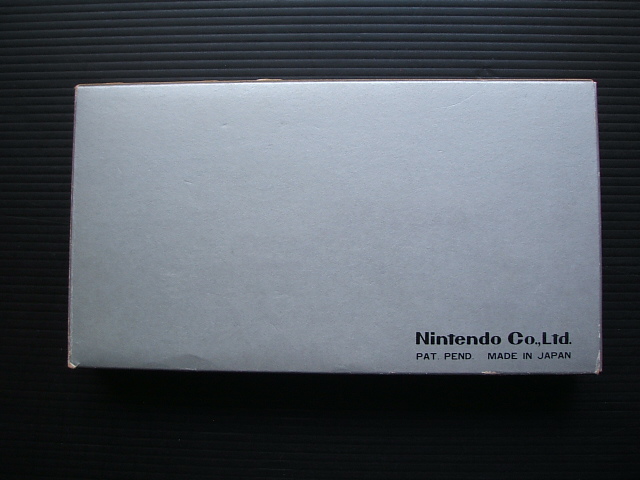 Nintendo Co.,Ltd.
PAT. PEND. MADE IN JAPAN